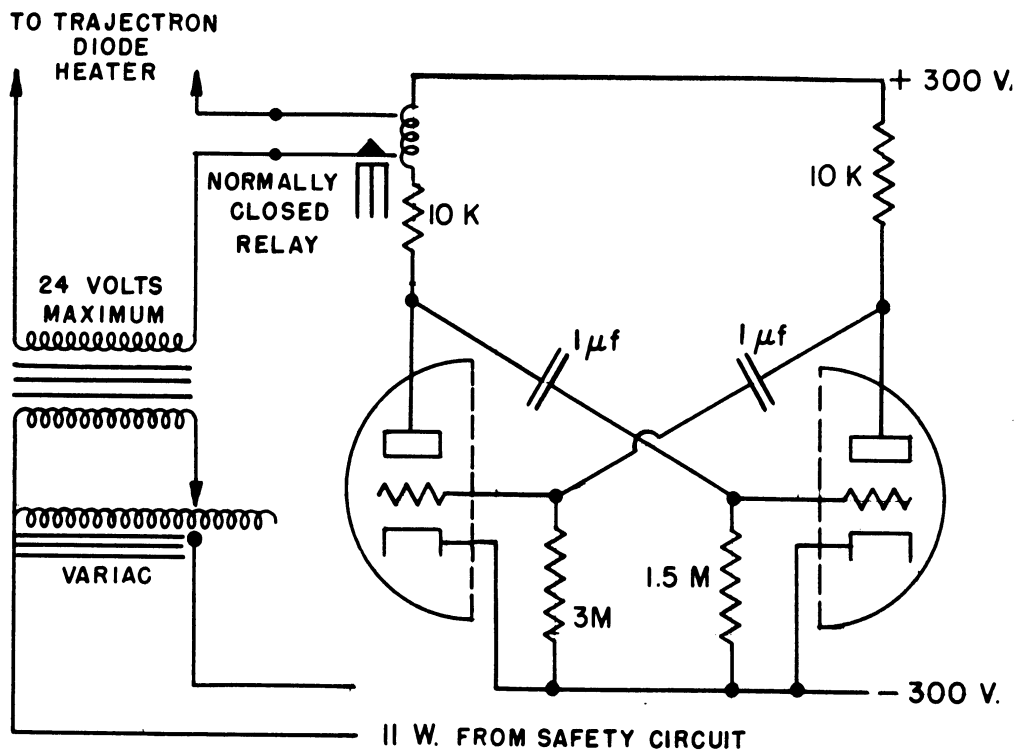 TO TRAJECTRON
DIODE
HEATER
+ 300 V.
NORMALLY
CLOSED
RELAY
10 K
10 K
24 VOLTS
MAXIMUM
1 μf
1 μf
VARIAC
3M
1.5 M
- 300 V.
11 W. FROM SAFETY CIRCUIT